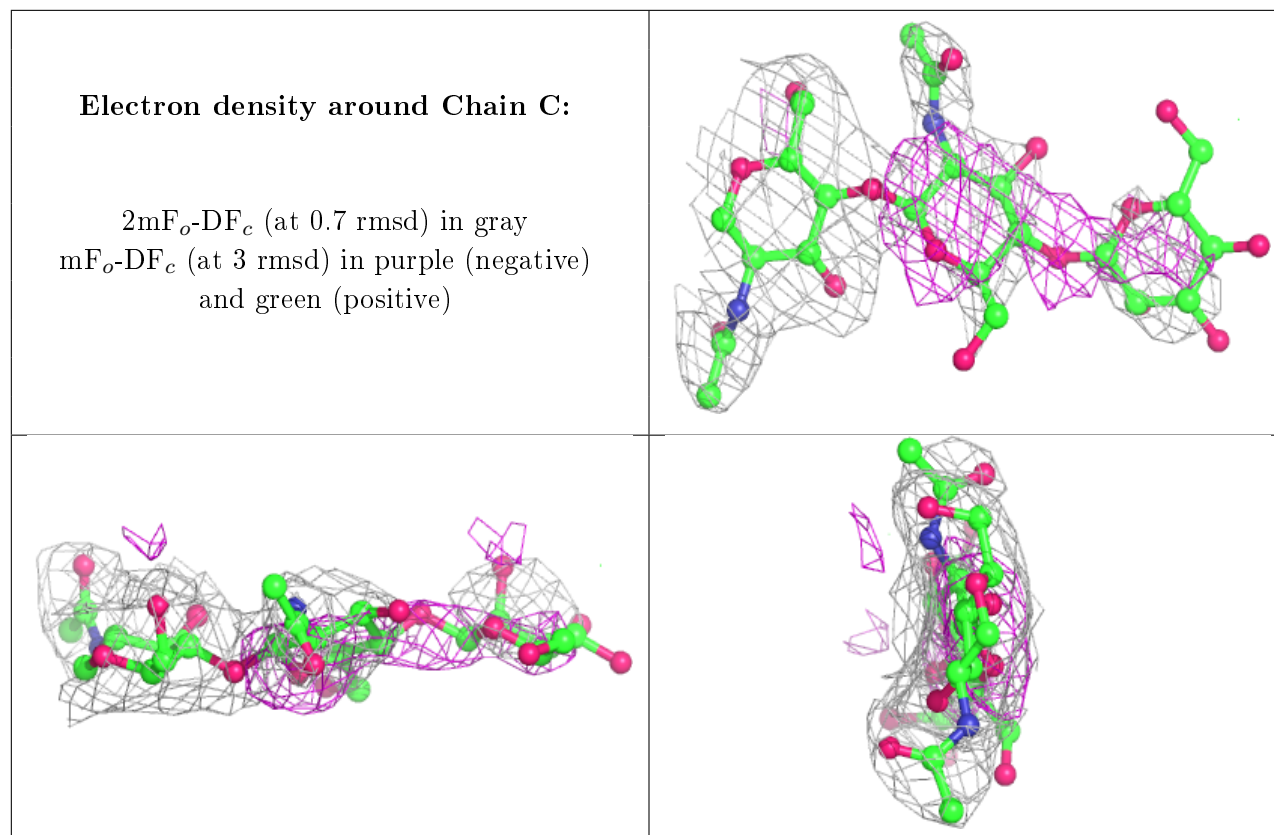 Electron density around Chain C:
2mFₒ-DF𝒸 (at 0.7 rmsd) in gray
mFₒ-DF𝒸 (at 3 rmsd) in purple (negative)
and green (positive)